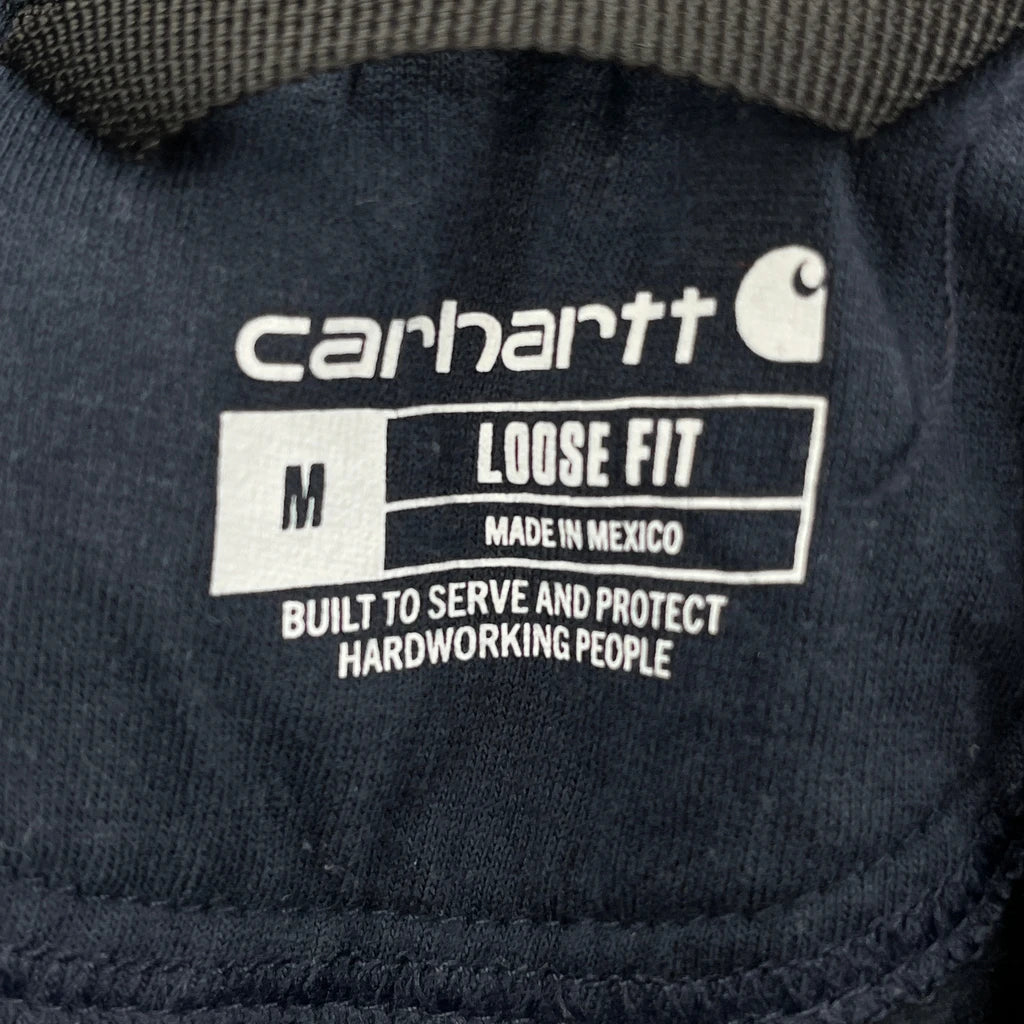 carhartt
M
LOOSE FIT
MADE IN MEXICO
BUILT TO SERVE AND PROTECT
HARDWORKING PEOPLE